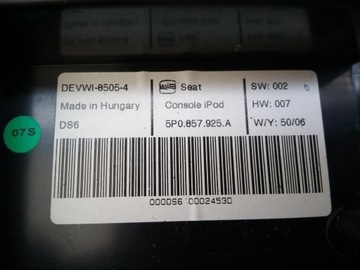 DEVWI-8505-4
Seat
SW: 002
Made in Hungary
Console iPod
HW: 007
DS6
5P0.857.925.A
W/Y: 50/06
07S
000DS6 00024530